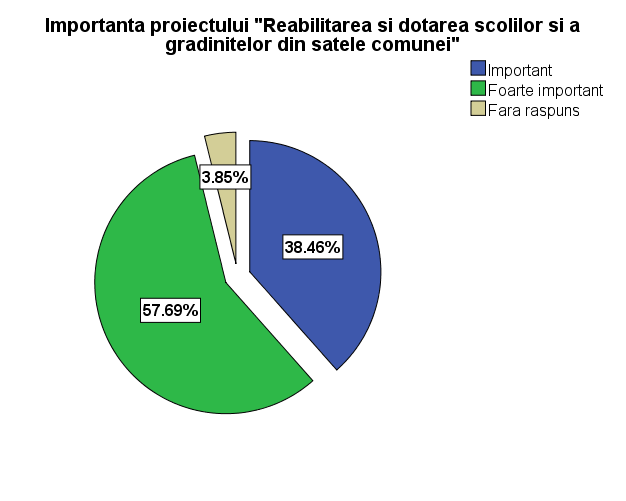 Importanta proiectului "Reabilitarea si dotarea scolilor si a
gradinitelor din satele comunei"
Important
Foarte important
Fara raspuns
3.85%
38.46%
57.69%